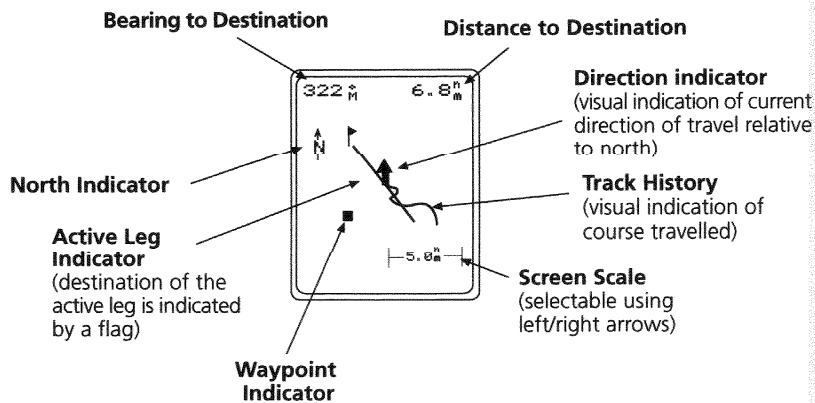 Bearing to Destination
Distance to Destination
322°M
6.8nm
Direction indicator
(visual indication of current
direction of travel relative
to north)
N
North Indicator
Track History
(visual indication of
course travelled)
Active Leg
Indicator
(destination of the
active leg is indicated
by a flag)
5.0nm
Screen Scale
(selectable using
left/right arrows)
Waypoint
Indicator